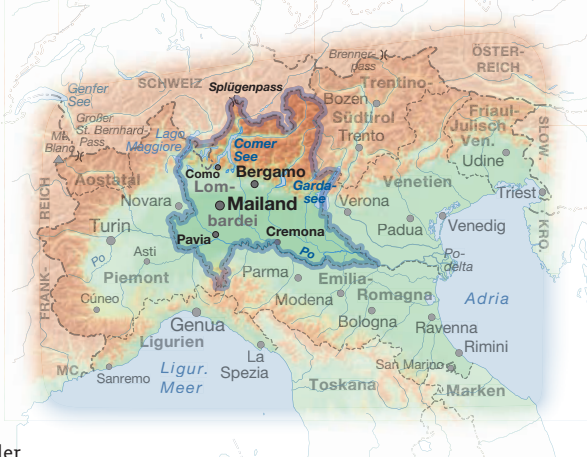 ÖSTER-
REICH
Brenner-
pass
SCHWEIZ
Splügenpass
Trentino-
Bozen
Südtirol
Trento
Genfer
See
Großer
St. Bernhard-
Pass
Mt.
Blanc
Lago
Maggiore
Comer
See
Como
Bergamo
Friaul-
Julisch
Ven.
Udine
SLOW.
Aostatal
Lom-
bardei
Mailand
Garda-
see
Venetien
Verona
Novara
Triest
Padua
Venedig
KRO.
Turin
Pavia
Cremona
Po
Asti
Po
Po-
delta
Parma
Emilia-
Romagna
Piemont
Modena
Adria
FRANK-
REICH
Cúneo
Genua
Bologna
Ravenna
Ligurien
La
Spezia
Rimini
MC.
Sanremo
Ligur.
Meer
San Marino
Toskana
Marken
der